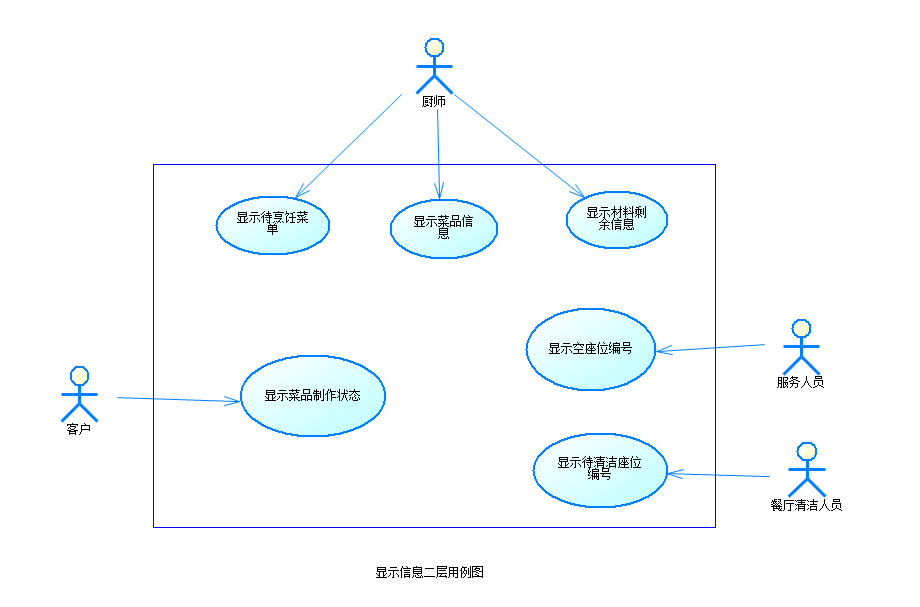 厨师
显示待烹饪菜
单
显示菜品信
息
显示材料剩
余信息
显示空座位编号
服务人员
显示菜品制作状态
客户
显示待清洁座位
编号
餐厅清洁人员
显示信息二层用例图